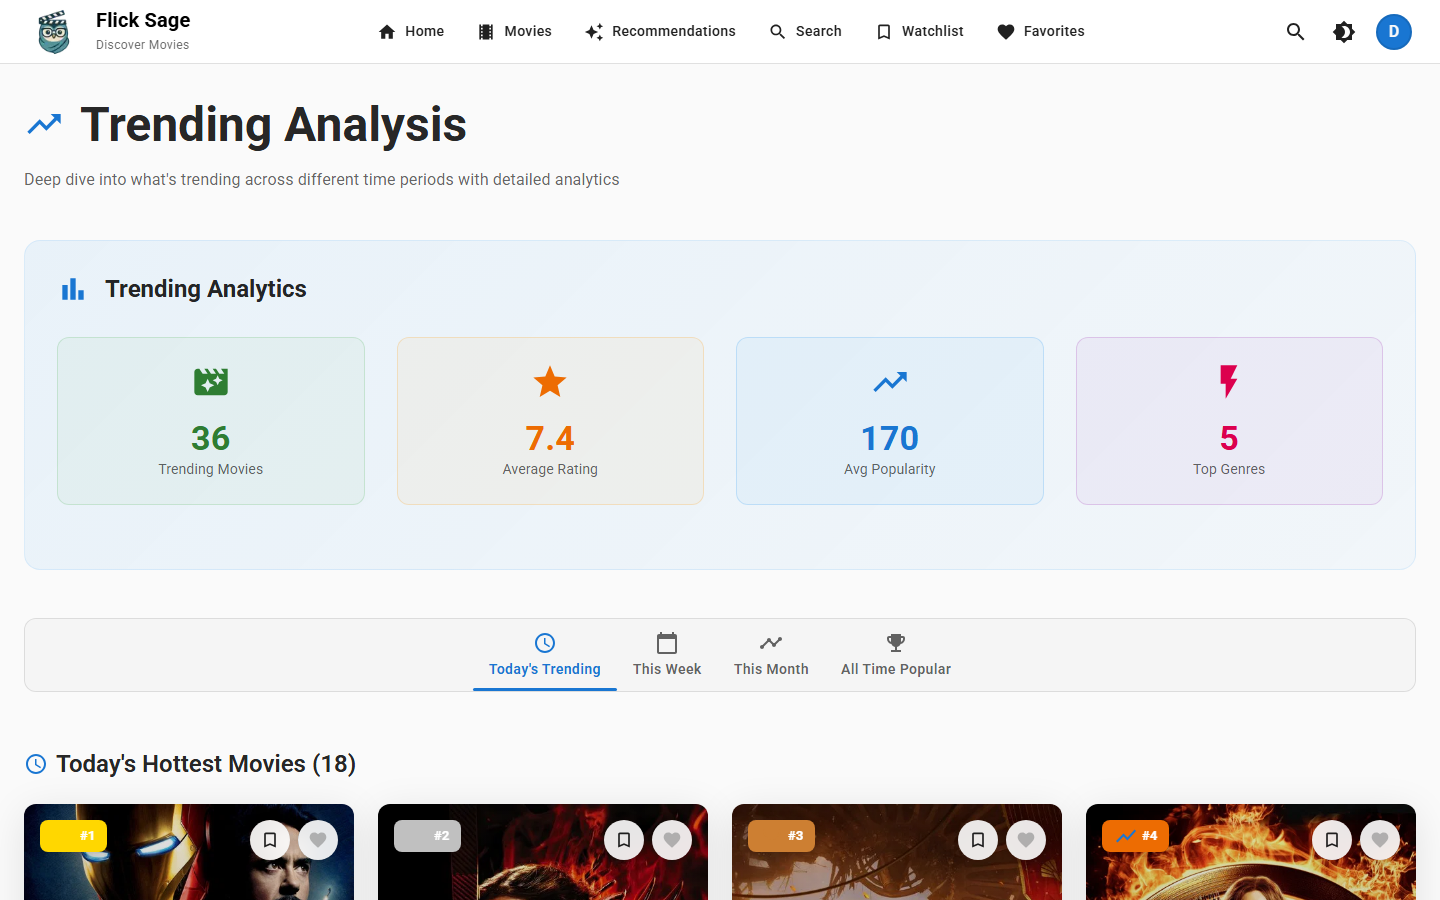 Flick Sage
Discover Movies
Home
Movies
Recommendations
Search
Watchlist
Favorites
D
Trending Analysis
Deep dive into what's trending across different time periods with detailed analytics
Trending Analytics
36
Trending Movies
7.4
Average Rating
170
Avg Popularity
5
Top Genres
Today's Trending
This Week
This Month
All Time Popular
Today's Hottest Movies (18)
#1
#2
#3
#4